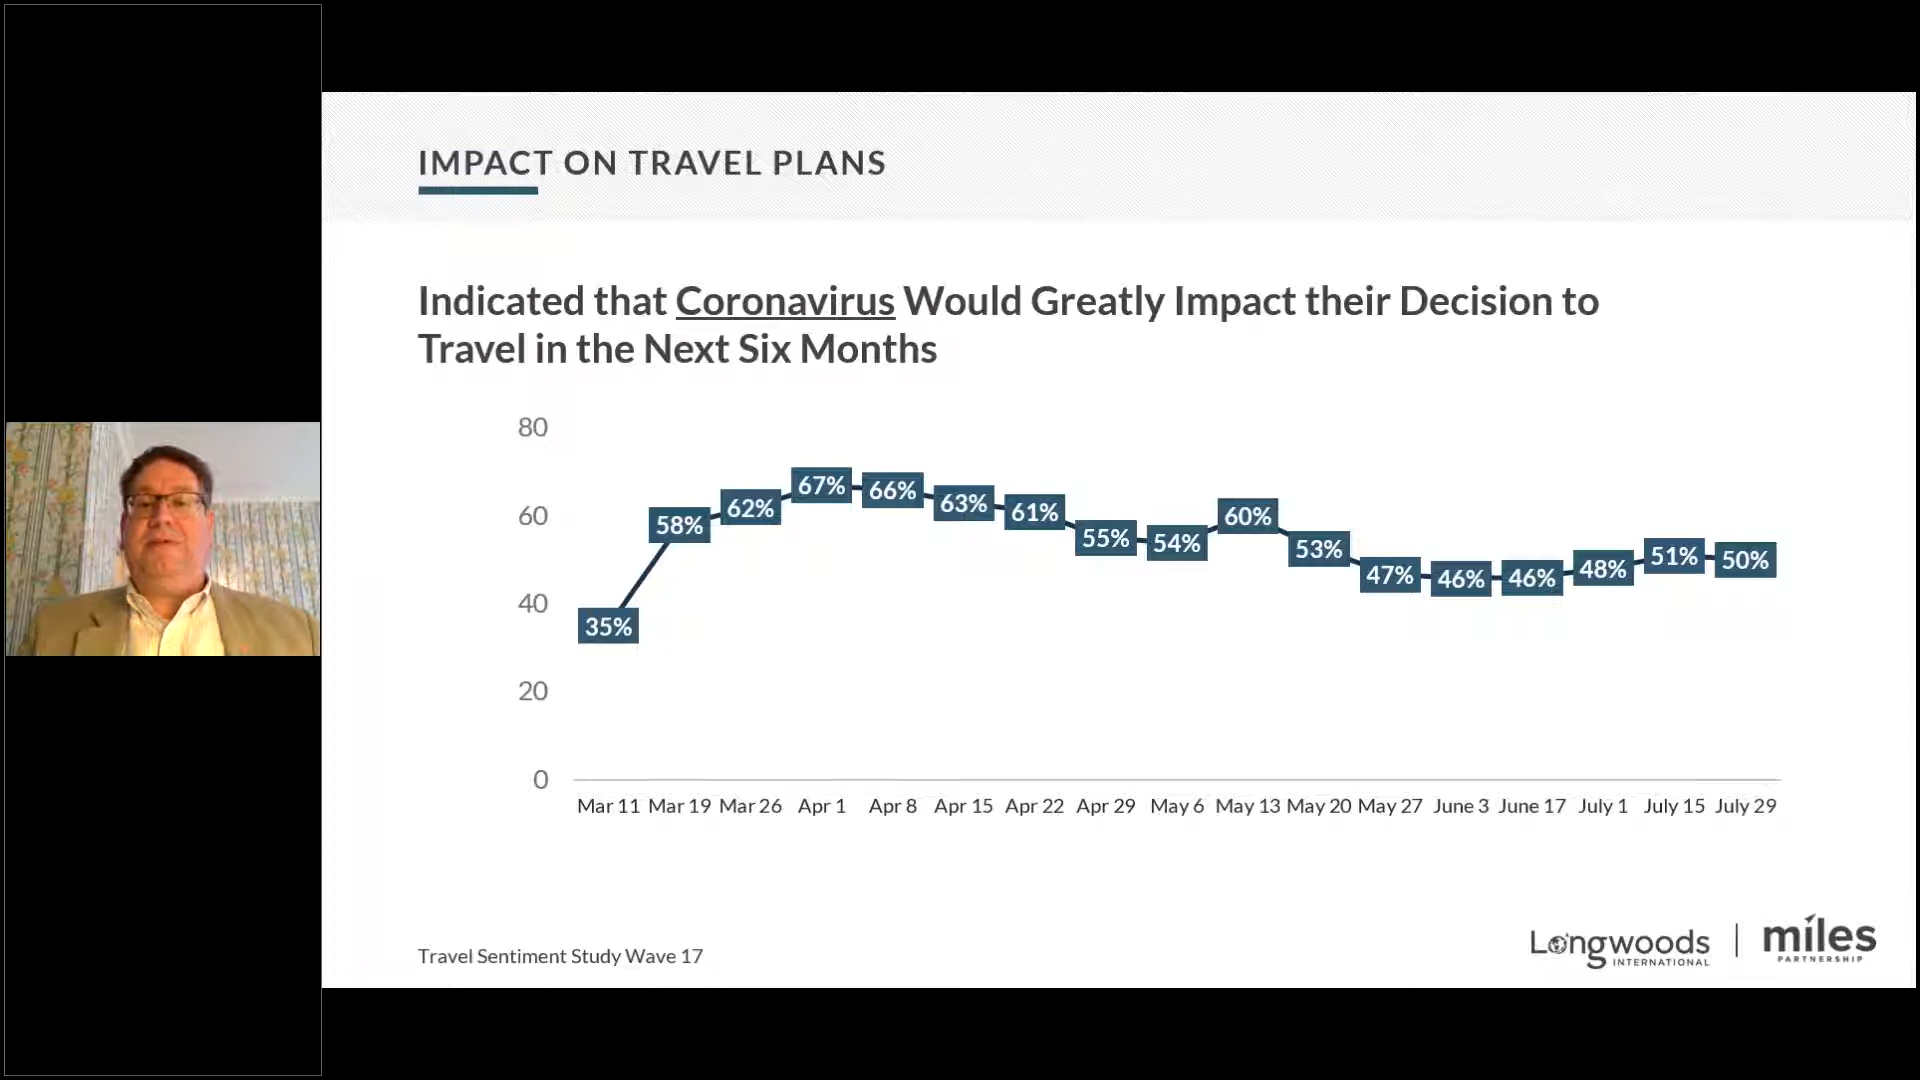 IMPACT ON TRAVEL PLANS
Indicated that Coronavirus Would Greatly Impact their Decision to
Travel in the Next Six Months
80
60
40
20
0
35%
58%
62%
67%
66%
63%
61%
55%
54%
60%
53%
47%
46%
46%
48%
51%
50%
Mar 11 Mar 19 Mar 26 Apr 1 Apr 8 Apr 15 Apr 22 Apr 29 May 6 May 13 May 20 May 27 June 3 June 17 July 1 July 15 July 29
Travel Sentiment Study Wave 17
Longwoods
INTERNATIONAL
miles
PARTNERSHIP